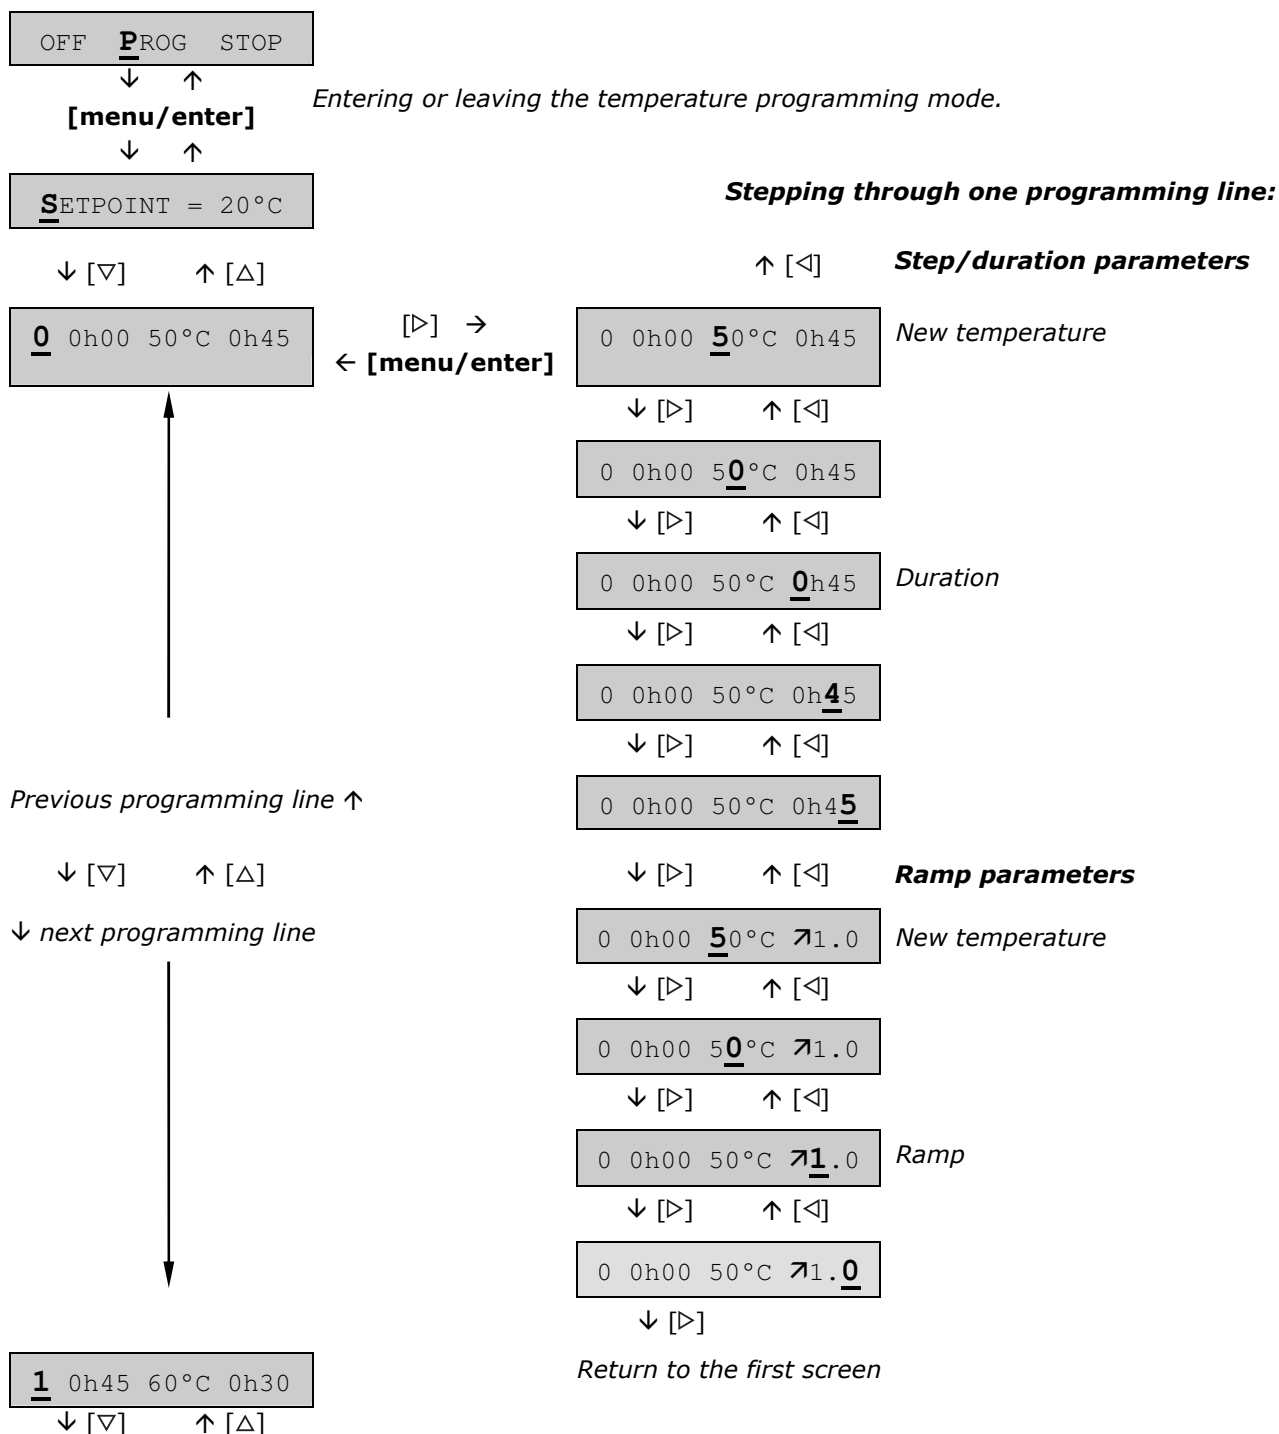 OFF PROG STOP
↓ ↑
[menu/enter]
Entering or leaving the temperature programming mode.
↓ ↑
SETPOINT = 20°C
Stepping through one programming line:
↓ [▽] ↑ [△]
↑ [◁] Step/duration parameters
0 0h00 50°C 0h45
[▷] →
← [menu/enter]
0 0h00 50°C 0h45 New temperature
↓ [▷] ↑ [◁]
0 0h00 50°C 0h45
↓ [▷] ↑ [◁]
0 0h00 50°C 0h45 Duration
↓ [▷] ↑ [◁]
0 0h00 50°C 0h45
↓ [▷] ↑ [◁]
0 0h00 50°C 0h45
Previous programming line ↑
↓ [▽] ↑ [△]
↓ next programming line
↓ [▷] ↑ [◁] Ramp parameters
0 0h00 50°C ↗1.0 New temperature
↓ [▷] ↑ [◁]
0 0h00 50°C ↗1.0
↓ [▷] ↑ [◁]
0 0h00 50°C ↗1.0 Ramp
↓ [▷] ↑ [◁]
0 0h00 50°C ↗1.0
↓ [▷]
Return to the first screen
1 0h45 60°C 0h30
↓ [▽] ↑ [△]